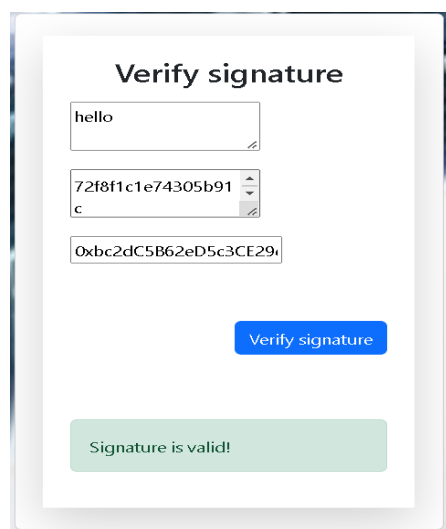 Verify signature
hello
72f8f1c1e74305b91
c
0xbc2dC5B62eD5c3CE29
Verify signature
Signature is valid!